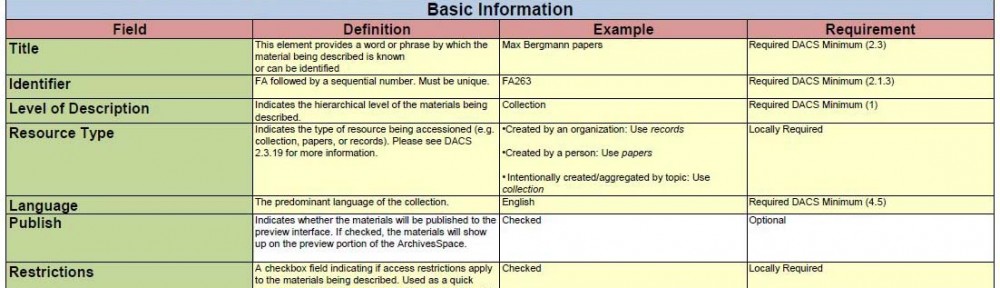 Basic Information
Field Definition Example Requirement
Title This element provides a word or phrase by which the Max Bergmann papers Required DACS Minimum (2.3)
material being described is known
or can be identified
Identifier FA followed by a sequential number. Must be unique. FA263 Required DACS Minimum (2.1.3)
Level of Description Indicates the hierarchical level of the materials being Collection Required DACS Minimum (1)
described.
Resource Type Indicates the type of resource being accessioned (e.g. •Created by an organization: Use records Locally Required
collection, papers, or records). Please see DACS
2.3.19 for more information. •Created by a person: Use papers
•Intentionally created/aggregated by topic: Use
collection
Language The predominant language of the collection. English Required DACS Minimum (4.5)
Publish Indicates whether the materials will be published to the Checked Optional
preview interface. If checked, the materials will show
up on the preview portion of the ArchivesSpace.
Restrictions A checkbox field indicating if access restrictions apply Checked Locally Required
to the materials being described. Used as a quick